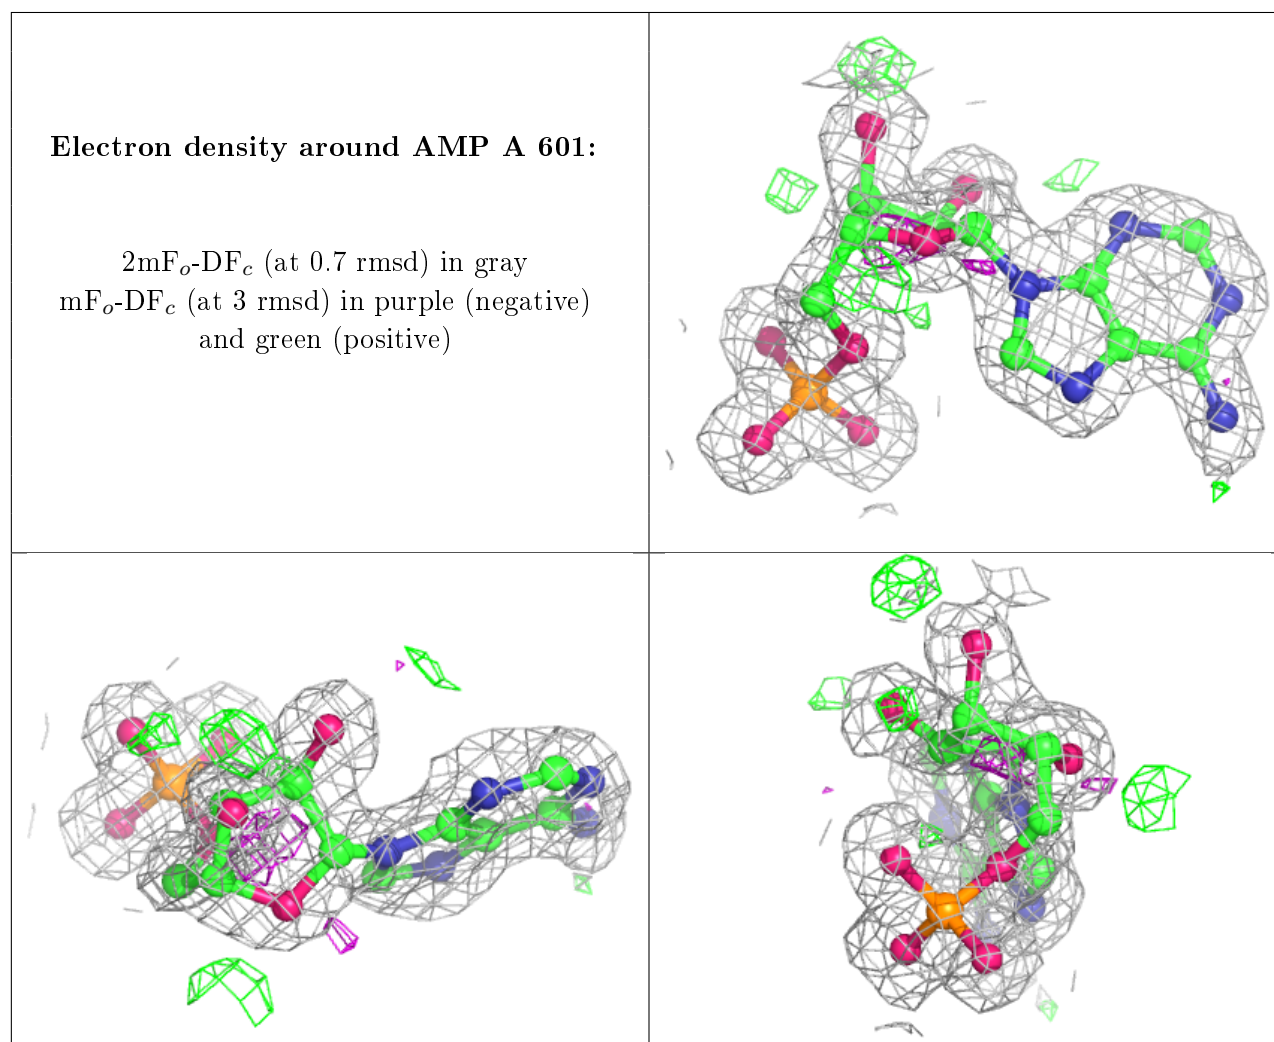 Electron density around AMP A 601:
2mFo-DFc (at 0.7 rmsd) in gray
mFo-DFc (at 3 rmsd) in purple (negative)
and green (positive)